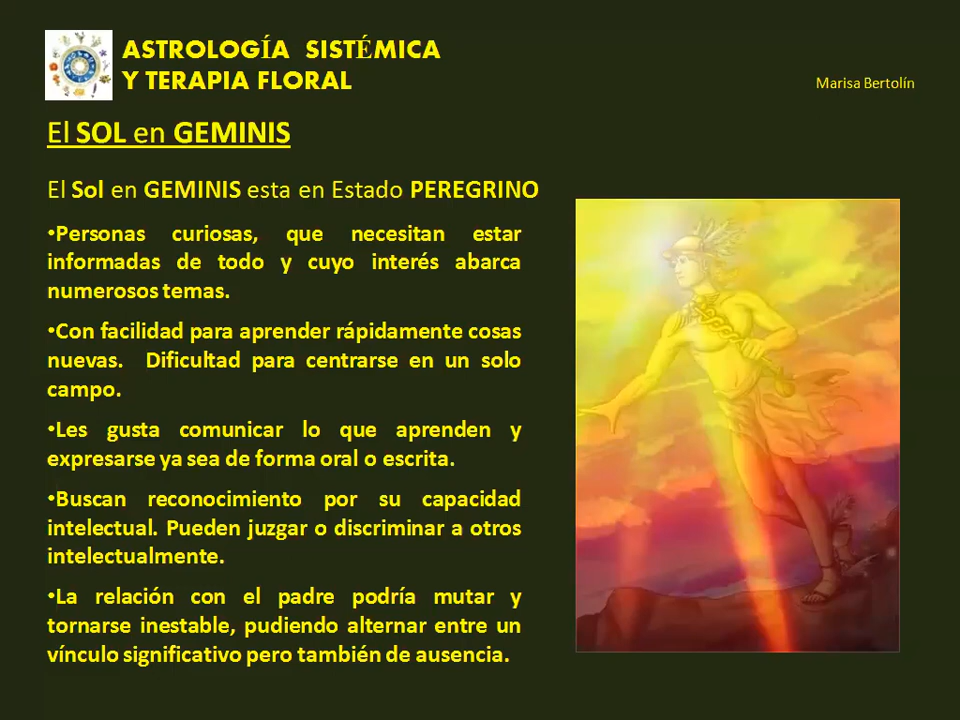 ASTROLOGÍA SISTÉMICA
Y TERAPIA FLORAL
Marisa Bertolín
El SOL en GEMINIS
El Sol en GEMINIS esta en Estado PEREGRINO
•Personas curiosas, que necesitan estar
informadas de todo y cuyo interés abarca
numerosos temas.
•Con facilidad para aprender rápidamente cosas
nuevas. Dificultad para centrarse en un solo
campo.
•Les gusta comunicar lo que aprenden y
expresarse ya sea de forma oral o escrita.
•Buscan reconocimiento por su capacidad
intelectual. Pueden juzgar o discriminar a otros
intelectualmente.
•La relación con el padre podría mutar y
tornarse inestable, pudiendo alternar entre un
vínculo significativo pero también de ausencia.